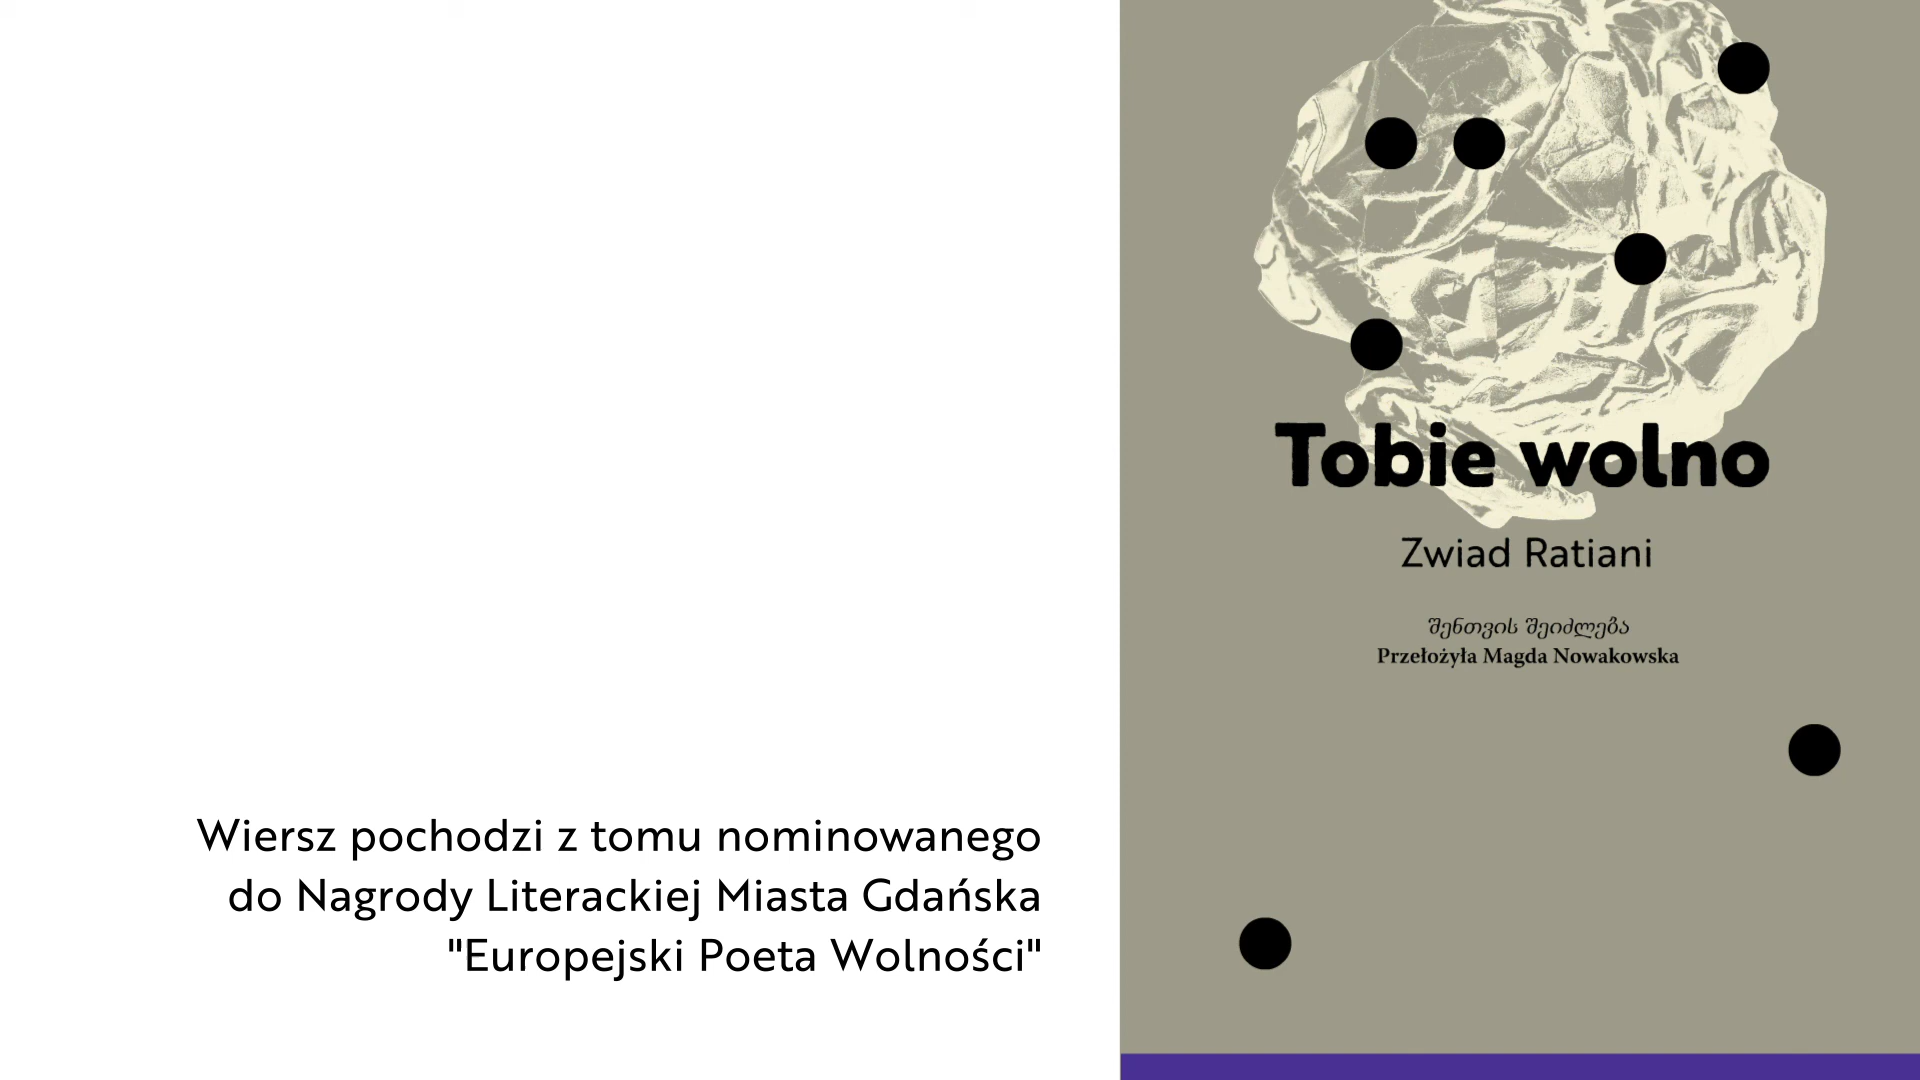 Wiersz pochodzi z tomu nominowanego
do Nagrody Literackiej Miasta Gdańska
"Europejski Poeta Wolności"
Tobie wolno
Zwiad Ratiani
შენთვის შეიძლება
Przełożyła Magda Nowakowska